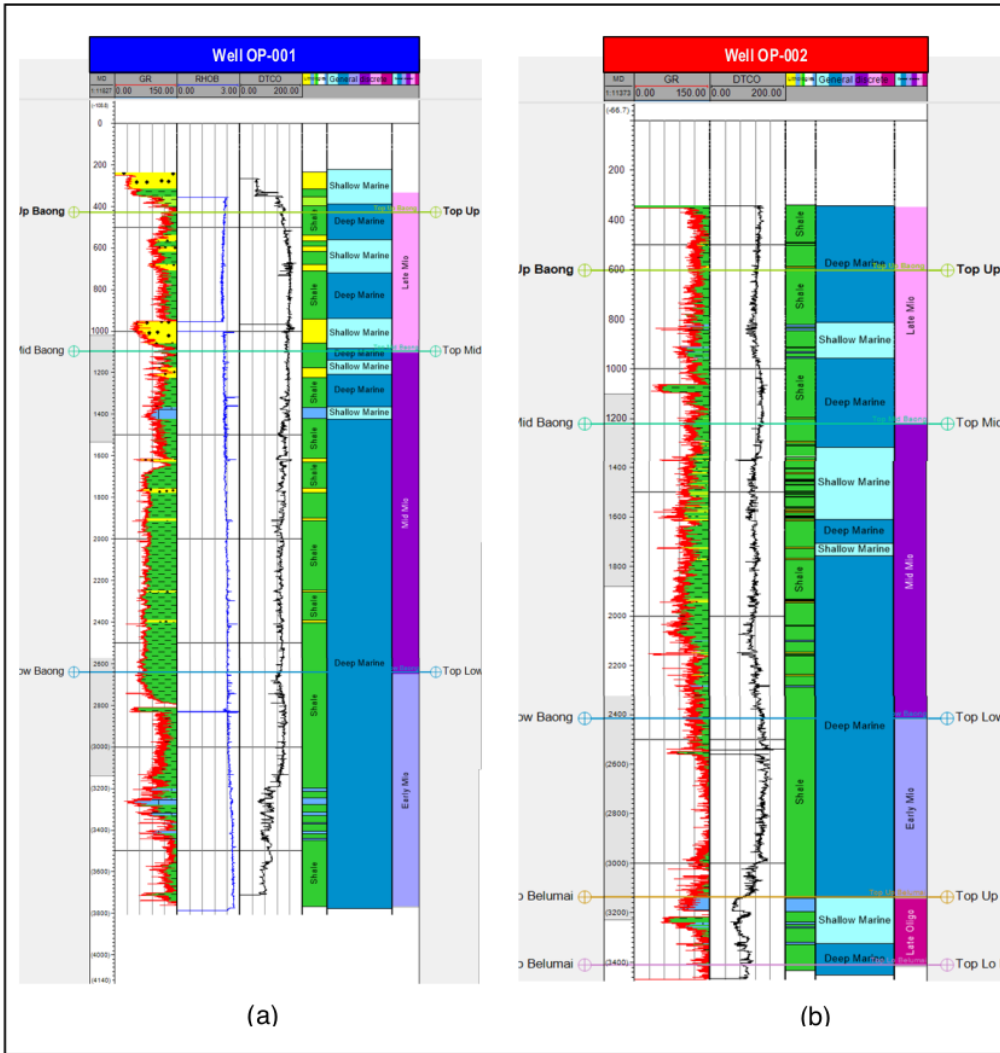 Well OP-001
MD GR RHOB DTCO General discrete
1:11827 0.00 150.00 3.00 0.00 200.00
0
200
400
600
800
1000
1200
1400
1600
1800
2000
2200
2400
2600
2800
(3000)
3200
3400
3600
3800
(4000)
(4140)
Up Baong
Top Up
Mid Baong
Top Mid
ow Baong
Top Low
Shale
Shale
Shale
Shale
Shale
Shale
Shale
Shale
Shale
Shallow Marine
Deep Marine
Shallow Marine
Deep Marine
Shallow Marine
Deep Marine
Shallow Marine
Deep Marine
Shallow Marine
Deep Marine
Late Mio
Mid Mio
Early Mio
(a)
Well OP-002
MD GR DTCO General discrete
1:11373 0.00 150.00 0.00 200.00
(-66.7)
200
400
600
800
1000
1200
1400
1600
1800
2000
2200
2400
2600
2800
(3000)
3200
3400
Up Baong
Top Up
Mid Baong
Top Mid
ow Baong
Top Low
o Belumai
Top Up
Belumai
Top Lo
Shale
Shale
Shale
Shale
Shale
Deep Marine
Shallow Marine
Deep Marine
Shallow Marine
Deep Marine
Shallow Marine
Deep Marine
Shallow Marine
Deep Marine
Late Mio
Mid Mio
Early Mio
Late Oligo
(b)